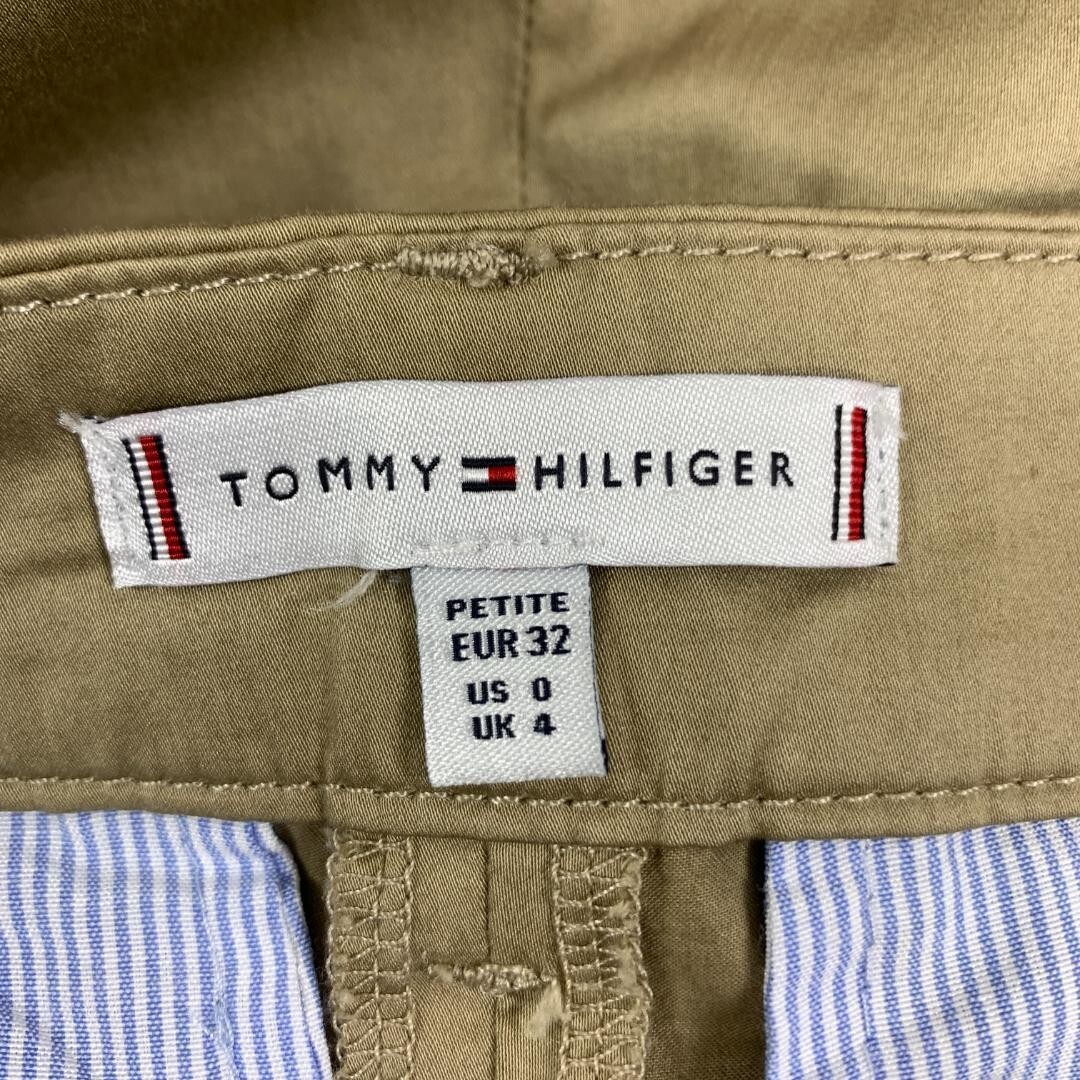 TOMMY HILFIGER
PETITE
EUR 32
US 0
UK 4